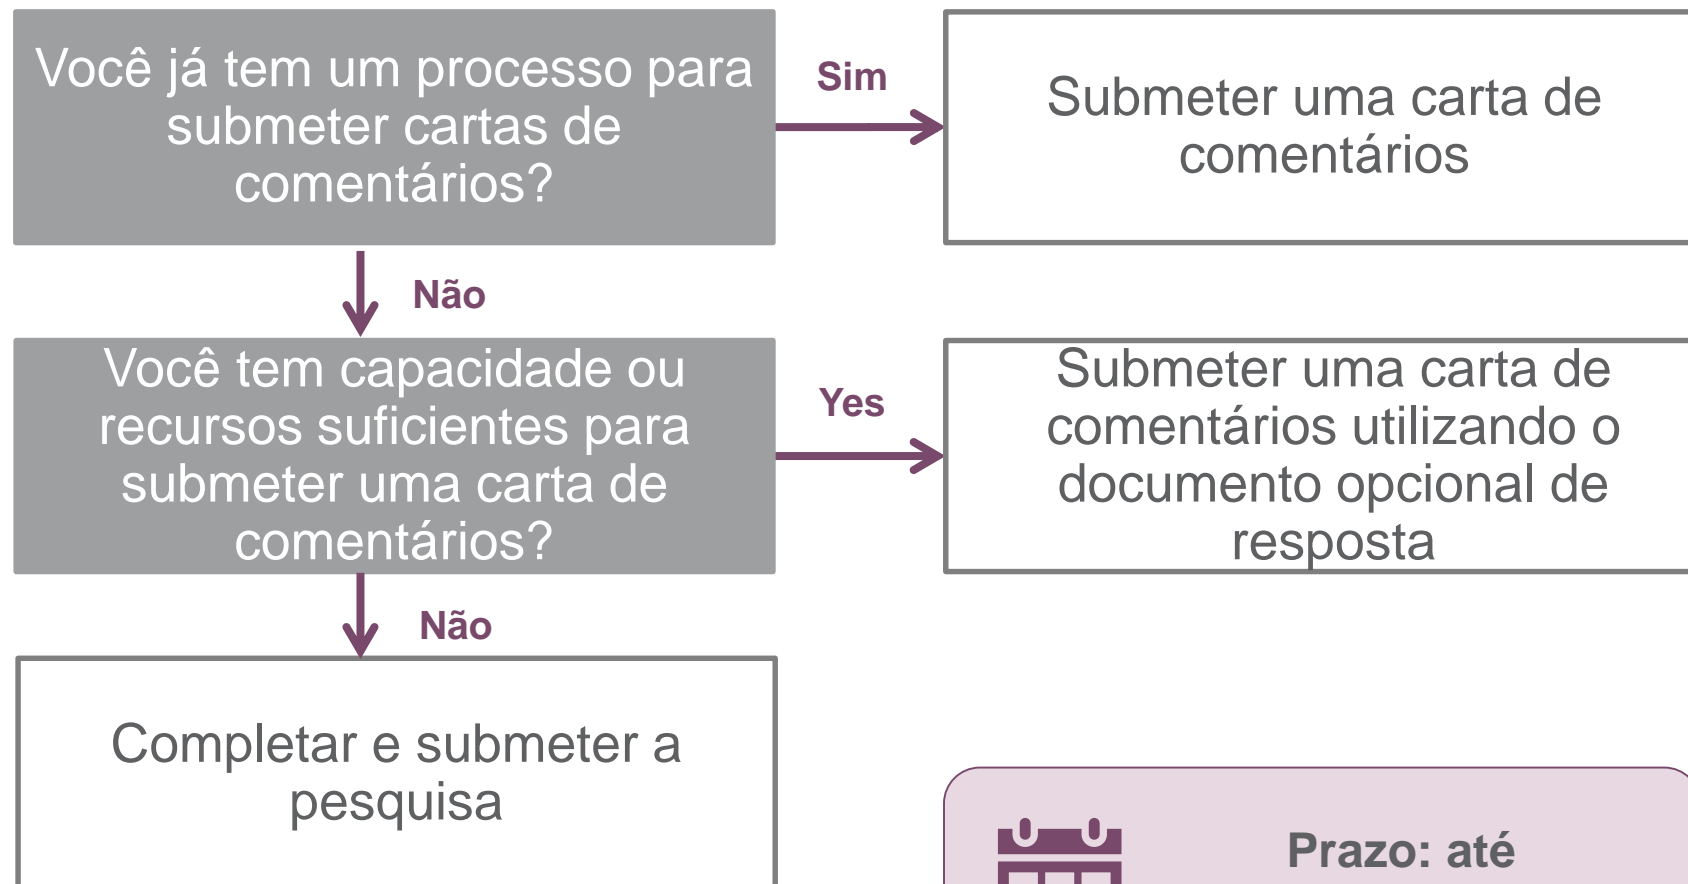 Você já tem um processo para
submeter cartas de
comentários?
Sim
Submeter uma carta de
comentários
Não
Você tem capacidade ou
recursos suficientes para
submeter uma carta de
comentários?
Yes
Submeter uma carta de
comentários utilizando o
documento opcional de
resposta
Não
Completar e submeter a
pesquisa
Prazo: até